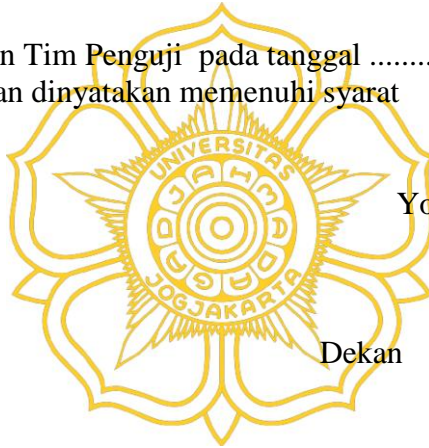 n Tim Penguji pada tanggal ........
an dinyatakan memenuhi syarat
UNIVERSITAS
GADJAH MADA
JOGJAKARTA
Yo
Dekan